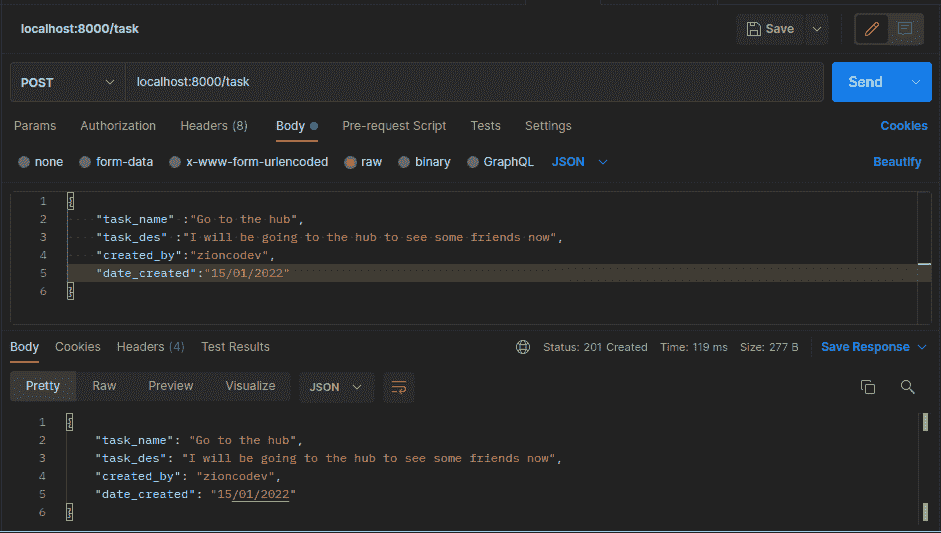 localhost:8000/task
Save
POST localhost:8000/task Send
Params Authorization Headers (8) Body Pre-request Script Tests Settings Cookies
none form-data x-www-form-urlencoded raw binary GraphQL JSON Beautify
1 {
2 "task_name" :"Go to the hub",
3 "task_des" :"I will be going to the hub to see some friends now",
4 "created_by":"zioncodev",
5 "date_created":"15/01/2022"
6 }
Body Cookies Headers (4) Test Results Status: 201 Created Time: 119 ms Size: 277 B Save Response
Pretty Raw Preview Visualize JSON
1 {
2 "task_name": "Go to the hub",
3 "task_des": "I will be going to the hub to see some friends now",
4 "created_by": "zioncodev",
5 "date_created": "15/01/2022"
6 }